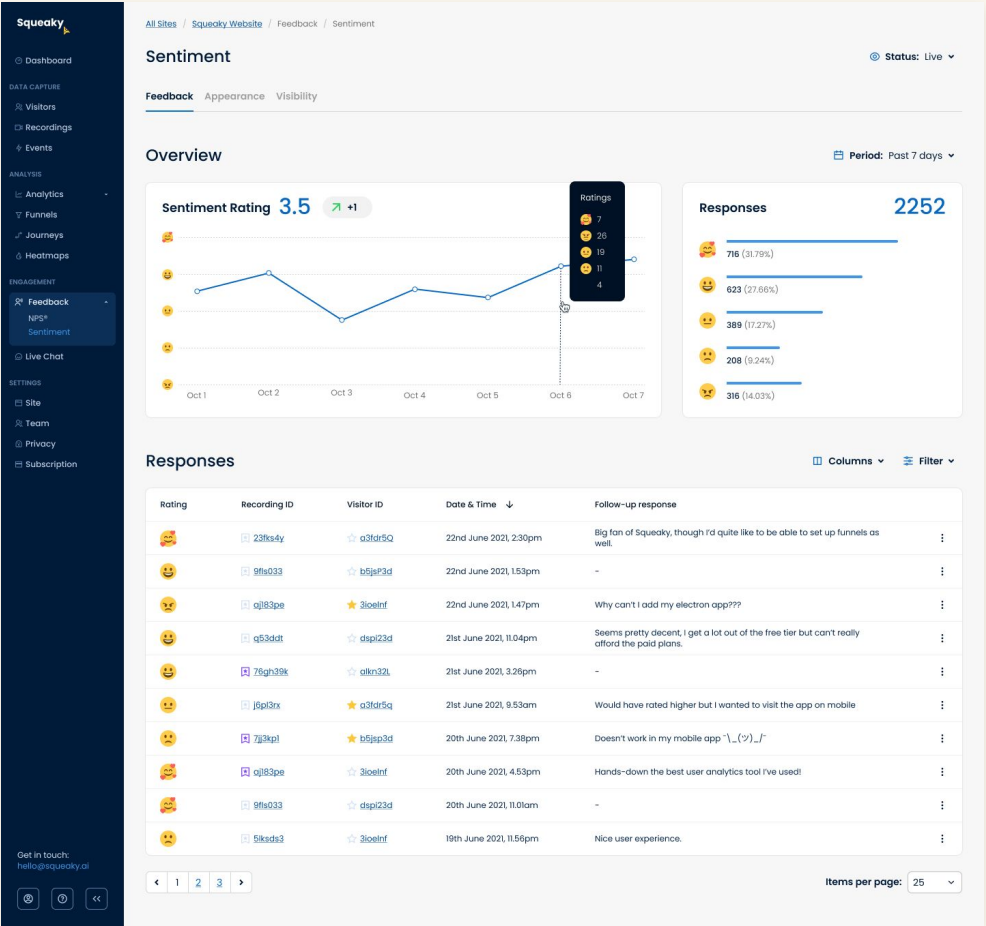 Squeaky
All Sites / Squeaky Website / Feedback / Sentiment
Sentiment
Status: Live
Feedback Appearance Visibility
Dashboard
DATA CAPTURE
Visitors
Recordings
Events
ANALYSIS
Analytics
Funnels
Journeys
Heatmaps
ENGAGEMENT
Feedback
NPS®
Sentiment
Live Chat
SETTINGS
Site
Team
Privacy
Subscription
Get in touch:
hello@squeaky.ai
Overview
Period: Past 7 days
Sentiment Rating 3.5 +1
Ratings
7
26
19
11
4
Oct 1 Oct 2 Oct 3 Oct 4 Oct 5 Oct 6 Oct 7
Responses 2252
716 (31.79%)
623 (27.66%)
389 (17.27%)
208 (9.24%)
316 (14.03%)
Responses
Columns Filter
Rating Recording ID Visitor ID Date & Time Follow-up response
23fks4y a3fdr5Q 22nd June 2021, 2:30pm Big fan of Squeaky, though I'd quite like to be able to set up funnels as
well.
9fls033 b5jsP3d 22nd June 2021, 1.53pm -
ajl83pe 3ioelnf 22nd June 2021, 1.47pm Why can't I add my electron app???
q53ddt dspi23d 21st June 2021, 11.04pm Seems pretty decent, I get a lot out of the free tier but can't really
afford the paid plans.
76gh39k alkn32L 21st June 2021, 3.26pm -
j6pl3rx a3fdr5q 21st June 2021, 9.53am Would have rated higher but I wanted to visit the app on mobile
7jj3kp1 b5jsp3d 20th June 2021, 7.38pm Doesn't work in my mobile app ¯\_(ツ)_/¯
ajl83pe 3ioelnf 20th June 2021, 4.53pm Hands-down the best user analytics tool I've used!
9fls033 dspi23d 20th June 2021, 11.01am -
5lksds3 3ioelnf 19th June 2021, 11.56pm Nice user experience.
1 2 3
Items per page: 25